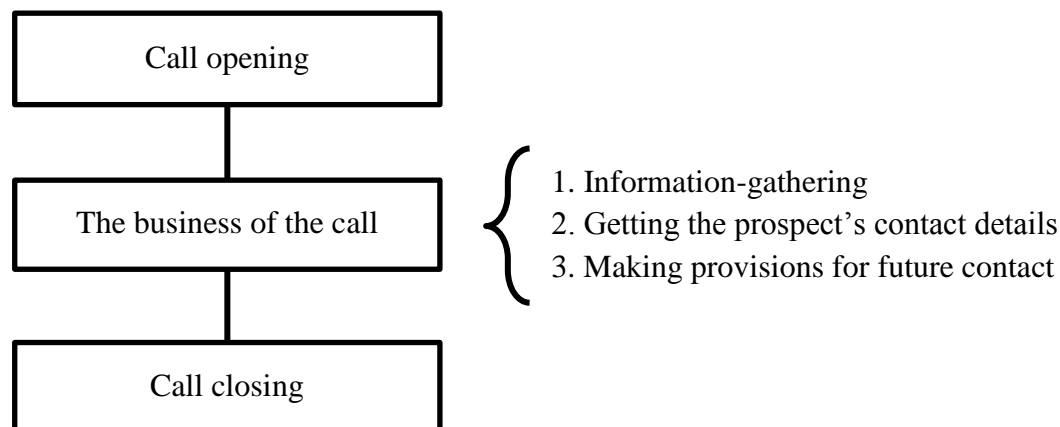 Call opening
The business of the call
1. Information-gathering
2. Getting the prospect’s contact details
3. Making provisions for future contact
Call closing